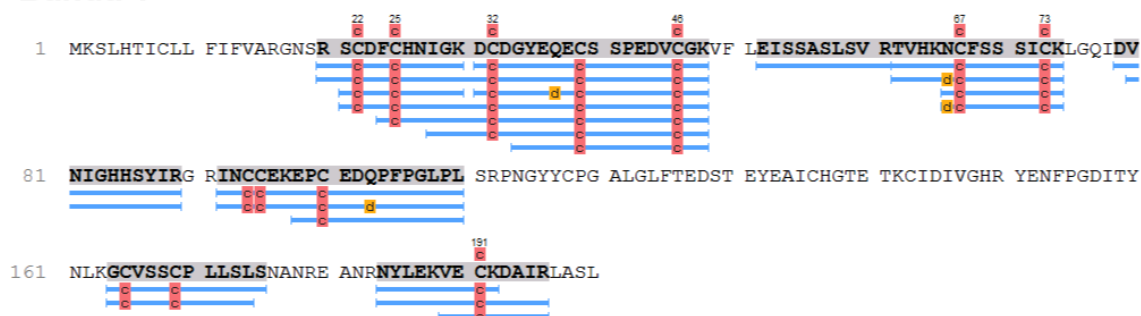 22 25 32 46 67 73
c c c c c c
1 MKSLHTICLL FIFVARGNSR SCDFCHNIGK DCDGYEQECS SPEDVCGKVF LEISSASLSV RTVHKNCFSS SICKLGQIDV
c c c c c
c c c c c d c c
c c c d c c c c
c c c c c d c c
c c c c
c c c
c c
81 NIGHHSYIRG RINCCEKEPC EDQPFPGLPL SRPNGYYCPG ALGLFTEDST EYEAICHGTE TKCIDIVGHR YENFPGDITY
c c c
c c c d
c
191
c
161 NLKGCVSSCP LLSLSNANRE ANRNYLEKVE CKDAIRLASL
c c c
c c c
c